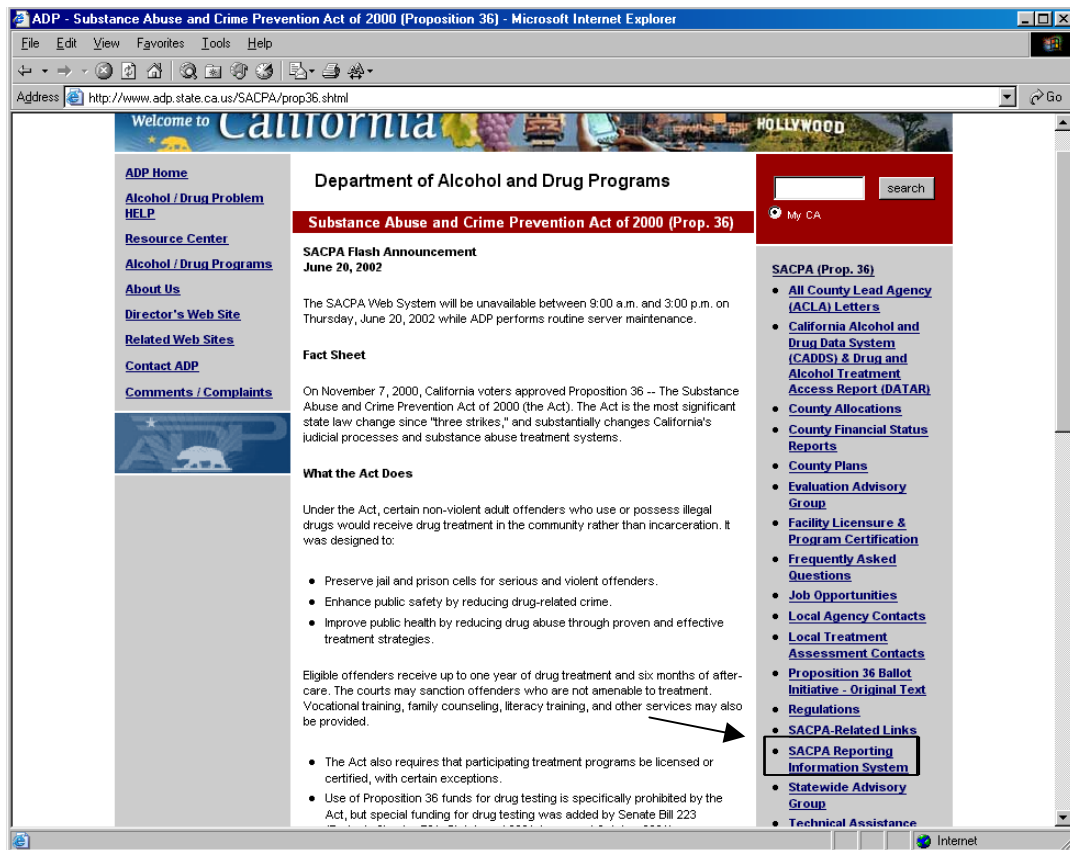 ADP - Substance Abuse and Crime Prevention Act of 2000 (Proposition 36) - Microsoft Internet Explorer
File Edit View Favorites Tools Help
Address http://www.adp.state.ca.us/SACPA/prop36.shtml Go
Welcome to California
HOLLYWOOD
ADP Home
Alcohol / Drug Problem
HELP
Resource Center
Alcohol / Drug Programs
About Us
Director's Web Site
Related Web Sites
Contact ADP
Comments / Complaints
ADP
Department of Alcohol and Drug Programs
Substance Abuse and Crime Prevention Act of 2000 (Prop. 36)
SACPA Flash Announcement
June 20, 2002
The SACPA Web System will be unavailable between 9:00 a.m. and 3:00 p.m. on
Thursday, June 20, 2002 while ADP performs routine server maintenance.
Fact Sheet
On November 7, 2000, California voters approved Proposition 36 -- The Substance
Abuse and Crime Prevention Act of 2000 (the Act). The Act is the most significant
state law change since "three strikes," and substantially changes California's
judicial processes and substance abuse treatment systems.
What the Act Does
Under the Act, certain non-violent adult offenders who use or possess illegal
drugs would receive drug treatment in the community rather than incarceration. It
was designed to:
● Preserve jail and prison cells for serious and violent offenders.
● Enhance public safety by reducing drug-related crime.
● Improve public health by reducing drug abuse through proven and effective
treatment strategies.
Eligible offenders receive up to one year of drug treatment and six months of after-
care. The courts may sanction offenders who are not amenable to treatment.
Vocational training, family counseling, literacy training, and other services may also
be provided.
● The Act also requires that participating treatment programs be licensed or
certified, with certain exceptions.
● Use of Proposition 36 funds for drug testing is specifically prohibited by the
Act, but special funding for drug testing was added by Senate Bill 223
search
My CA
SACPA (Prop. 36)
● All County Lead Agency
(ACLA) Letters
● California Alcohol and
Drug Data System
(CADDS) & Drug and
Alcohol Treatment
Access Report (DATAR)
● County Allocations
● County Financial Status
Reports
● County Plans
● Evaluation Advisory
Group
● Facility Licensure &
Program Certification
● Frequently Asked
Questions
● Job Opportunities
● Local Agency Contacts
● Local Treatment
Assessment Contacts
● Proposition 36 Ballot
Initiative - Original Text
● Regulations
● SACPA-Related Links
● SACPA Reporting
Information System
● Statewide Advisory
Group
● Technical Assistance
Internet